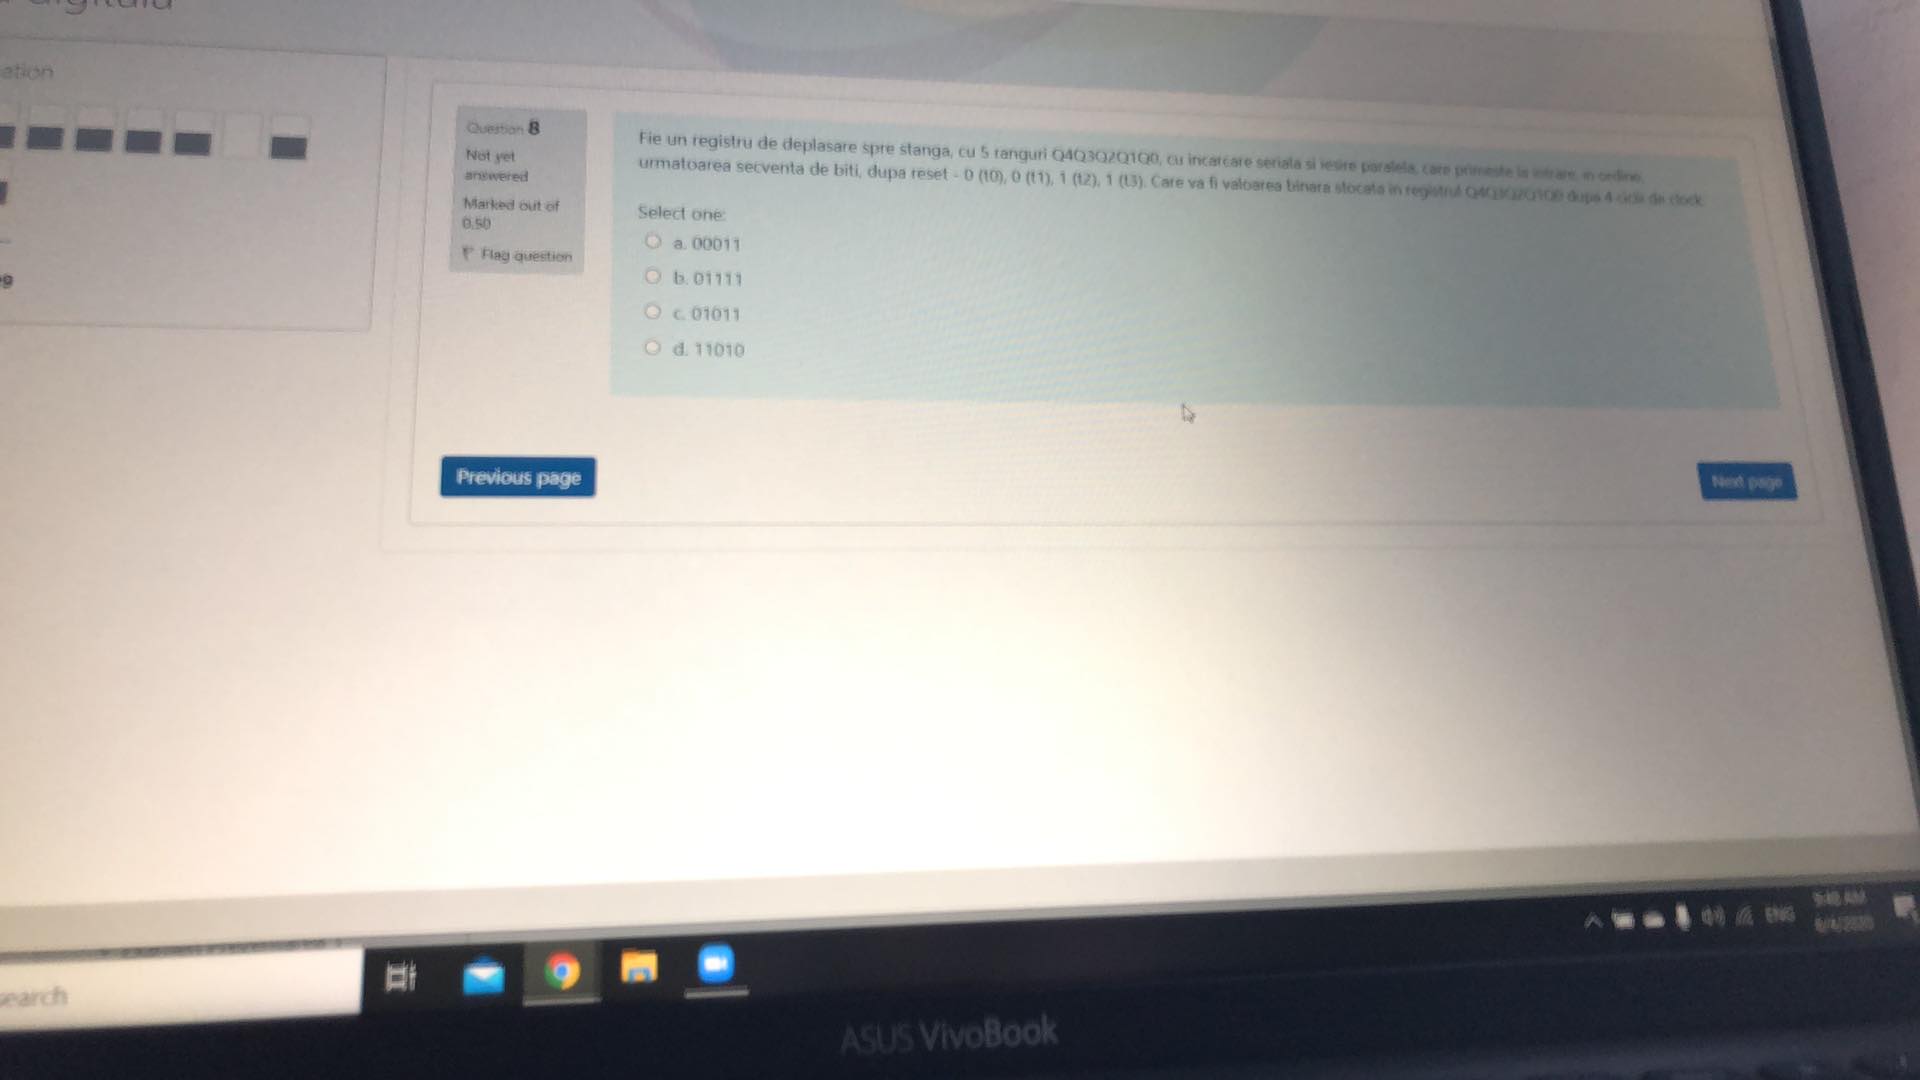 ation
Question 8
Not yet
answered
Marked out of
0.50
Flag question
Fie un registru de deplasare spre stanga, cu 5 ranguri Q4Q3Q2Q1Q0, cu incarcare seriala si iesire paralela, care primeste la intrare, in ordine,
urmatoarea secventa de biti, dupa reset - 0 (t0), 0 (t1), 1 (t2), 1 (t3). Care va fi valoarea binara stocata in registrul Q4Q3Q2Q1Q0 dupa 4 cicli de clock
Select one:
a. 00011
b. 01111
c. 01011
d. 11010
Previous page
Next page
search
ENG
9:48 AM
ASUS VivoBook